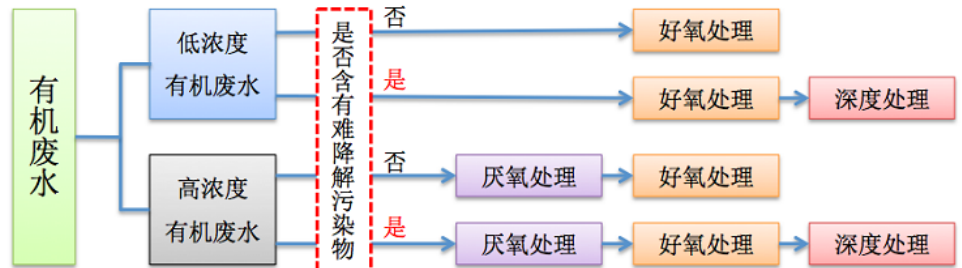 有机废水
低浓度
有机废水
高浓度
有机废水
是否含有难降解污染物
否
好氧处理
是
好氧处理
深度处理
否
厌氧处理
好氧处理
是
厌氧处理
好氧处理
深度处理